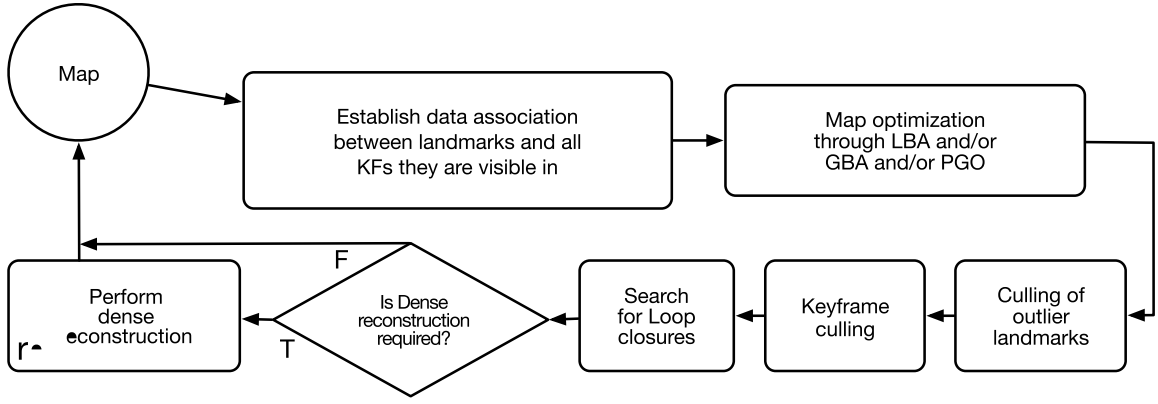 Map
Establish data association
between landmarks and all
KFs they are visible in
Map optimization
through LBA and/or
GBA and/or PGO
Culling of
outlier
landmarks
Keyframe
culling
Search
for Loop
closures
Is Dense
reconstruction
required?
F
T
Perform
dense
reconstruction